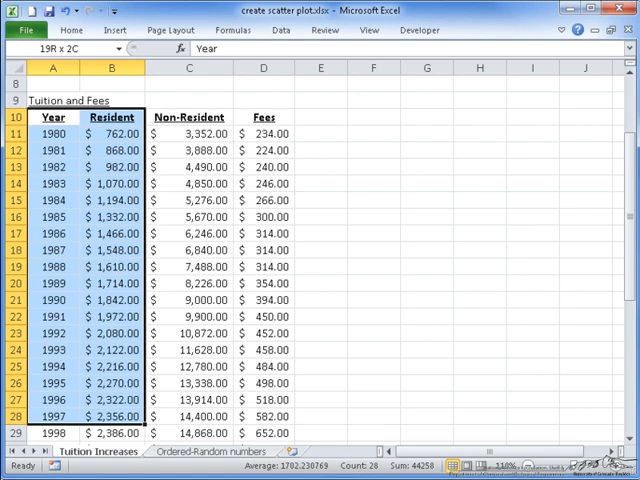 create scatter plot.xlsx - Microsoft Excel
File Home Insert Page Layout Formulas Data Review View Developer
19R x 2C fx Year
A B C D E F G H I J
8
9 Tuition and Fees
10 Year Resident Non-Resident Fees
11 1980 $ 762.00 $ 3,352.00 $ 234.00
12 1981 $ 868.00 $ 3,888.00 $ 224.00
13 1982 $ 982.00 $ 4,490.00 $ 240.00
14 1983 $ 1,070.00 $ 4,850.00 $ 246.00
15 1984 $ 1,194.00 $ 5,276.00 $ 266.00
16 1985 $ 1,332.00 $ 5,670.00 $ 300.00
17 1986 $ 1,466.00 $ 6,246.00 $ 314.00
18 1987 $ 1,548.00 $ 6,840.00 $ 314.00
19 1988 $ 1,610.00 $ 7,488.00 $ 314.00
20 1989 $ 1,714.00 $ 8,226.00 $ 354.00
21 1990 $ 1,842.00 $ 9,000.00 $ 394.00
22 1991 $ 1,972.00 $ 9,900.00 $ 450.00
23 1992 $ 2,080.00 $ 10,872.00 $ 452.00
24 1993 $ 2,122.00 $ 11,628.00 $ 458.00
25 1994 $ 2,216.00 $ 12,780.00 $ 484.00
26 1995 $ 2,270.00 $ 13,338.00 $ 498.00
27 1996 $ 2,322.00 $ 13,914.00 $ 518.00
28 1997 $ 2,356.00 $ 14,400.00 $ 582.00
29 1998 $ 2,386.00 $ 14,868.00 $ 652.00
Tuition Increases Ordered-Random numbers
Ready Average: 1702.230769 Count: 28 Sum: 44258 110%